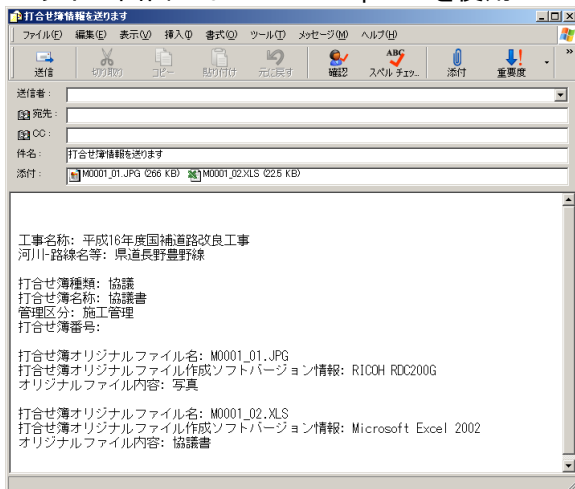 打合せ簿情報を送ります
ファイル(F) 編集(E) 表示(V) 挿入(I) 書式(O) ツール(T) メッセージ(M) ヘルプ(H)
送信 切り取り コピー 貼り付け 元に戻す 確認 ABC スペル チェッ... 添付 重要度 »
送信者:
宛先:
CC:
件名: 打合せ簿情報を送ります
添付: M0001_01.JPG (266 KB) M0001_02.XLS (22.5 KB)
工事名称: 平成16年度国補道路改良工事
河川・路線名等: 県道長野豊野線
打合せ簿種類: 協議
打合せ簿名称: 協議書
管理区分: 施工管理
打合せ簿番号:
打合せ簿オリジナルファイル名: M0001_01.JPG
打合せ簿オリジナルファイル作成ソフトバージョン情報: RICOH RDC200G
オリジナルファイル内容: 写真
打合せ簿オリジナルファイル名: M0001_02.XLS
打合せ簿オリジナルファイル作成ソフトバージョン情報: Microsoft Excel 2002
オリジナルファイル内容: 協議書